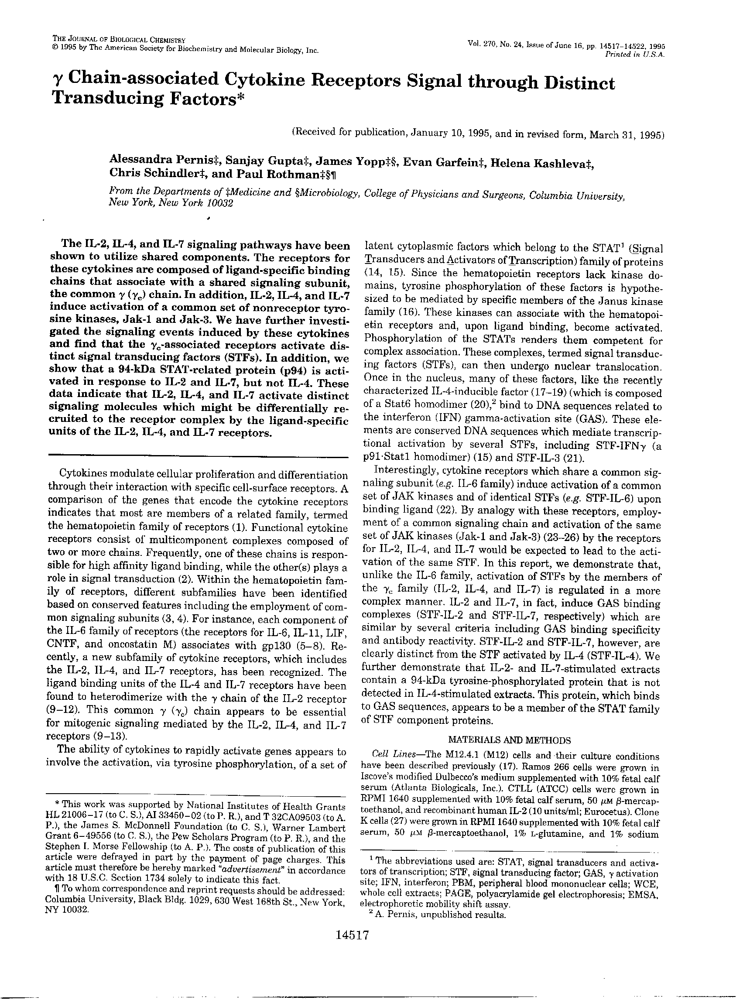 THE JOURNAL OF BIOLOGICAL CHEMISTRY
© 1995 by The American Society for Biochemistry and Molecular Biology, Inc.
Vol. 270, No. 24, Issue of June 16, pp. 14517–14522, 1995
Printed in U.S.A.
γ Chain-associated Cytokine Receptors Signal through Distinct
Transducing Factors*
(Received for publication, January 10, 1995, and in revised form, March 31, 1995)
Alessandra Pernis‡, Sanjay Gupta‡, James Yopp‡§, Evan Garfein‡, Helena Kashleva‡,
Chris Schindler‡, and Paul Rothman‡§¶
From the Departments of ‡Medicine and §Microbiology, College of Physicians and Surgeons, Columbia University,
New York, New York 10032
The IL-2, IL-4, and IL-7 signaling pathways have been
shown to utilize shared components. The receptors for
these cytokines are composed of ligand-specific binding
chains that associate with a shared signaling subunit,
the common γ (γc) chain. In addition, IL-2, IL-4, and IL-7
induce activation of a common set of nonreceptor tyro-
sine kinases, Jak-1 and Jak-3. We have further investi-
gated the signaling events induced by these cytokines
and find that the γc-associated receptors activate dis-
tinct signal transducing factors (STFs). In addition, we
show that a 94-kDa STAT-related protein (p94) is acti-
vated in response to IL-2 and IL-7, but not IL-4. These
data indicate that IL-2, IL-4, and IL-7 activate distinct
signaling molecules which might be differentially re-
cruited to the receptor complex by the ligand-specific
units of the IL-2, IL-4, and IL-7 receptors.
Cytokines modulate cellular proliferation and differentiation
through their interaction with specific cell-surface receptors. A
comparison of the genes that encode the cytokine receptors
indicates that most are members of a related family, termed
the hematopoietin family of receptors (1). Functional cytokine
receptors consist of multicomponent complexes composed of
two or more chains. Frequently, one of these chains is respon-
sible for high affinity ligand binding, while the other(s) plays a
role in signal transduction (2). Within the hematopoietin fam-
ily of receptors, different subfamilies have been identified
based on conserved features including the employment of com-
mon signaling subunits (3, 4). For instance, each component of
the IL-6 family of receptors (the receptors for IL-6, IL-11, LIF,
CNTF, and oncostatin M) associates with gp130 (5–8). Re-
cently, a new subfamily of cytokine receptors, which includes
the IL-2, IL-4, and IL-7 receptors, has been recognized. The
ligand binding units of the IL-4 and IL-7 receptors have been
found to heterodimerize with the γ chain of the IL-2 receptor
(9–12). This common γ (γc) chain appears to be essential
for mitogenic signaling mediated by the IL-2, IL-4, and IL-7
receptors (9–13).
The ability of cytokines to rapidly activate genes appears to
involve the activation, via tyrosine phosphorylation, of a set of
* This work was supported by National Institutes of Health Grants
HL 21006–17 (to C. S.), AI 33450–02 (to P. R.), and T 32CA09503 (to A.
P.), the James S. McDonnell Foundation (to C. S.), Warner Lambert
Grant 6–49556 (to C. S.), the Pew Scholars Program (to P. R.), and the
Stephen I. Morse Fellowship (to A. P.). The costs of publication of this
article were defrayed in part by the payment of page charges. This
article must therefore be hereby marked "advertisement" in accordance
with 18 U.S.C. Section 1734 solely to indicate this fact.
¶ To whom correspondence and reprint requests should be addressed:
Columbia University, Black Bldg. 1029, 630 West 168th St., New York,
NY 10032.
latent cytoplasmic factors which belong to the STAT1 (Signal
Transducers and Activators of Transcription) family of proteins
(14, 15). Since the hematopoietin receptors lack kinase do-
mains, tyrosine phosphorylation of these factors is hypothe-
sized to be mediated by specific members of the Janus kinase
family (16). These kinases can associate with the hematopoi-
etin receptors and, upon ligand binding, become activated.
Phosphorylation of the STATs renders them competent for
complex association. These complexes, termed signal transduc-
ing factors (STFs), can then undergo nuclear translocation.
Once in the nucleus, many of these factors, like the recently
characterized IL-4-inducible factor (17–19) (which is composed
of a Stat6 homodimer (20),2 bind to DNA sequences related to
the interferon (IFN) gamma-activation site (GAS). These ele-
ments are conserved DNA sequences which mediate transcrip-
tional activation by several STFs, including STF-IFNγ (a
p91·Stat1 homodimer) (15) and STF-IL-3 (21).
Interestingly, cytokine receptors which share a common sig-
naling subunit (e.g. IL-6 family) induce activation of a common
set of JAK kinases and of identical STFs (e.g. STF-IL-6) upon
binding ligand (22). By analogy with these receptors, employ-
ment of a common signaling chain and activation of the same
set of JAK kinases (Jak-1 and Jak-3) (23–26) by the receptors
for IL-2, IL-4, and IL-7 would be expected to lead to the acti-
vation of the same STF. In this report, we demonstrate that,
unlike the IL-6 family, activation of STFs by the members of
the γc family (IL-2, IL-4, and IL-7) is regulated in a more
complex manner. IL-2 and IL-7, in fact, induce GAS binding
complexes (STF-IL-2 and STF-IL-7, respectively) which are
similar by several criteria including GAS binding specificity
and antibody reactivity. STF-IL-2 and STF-IL-7, however, are
clearly distinct from the STF activated by IL-4 (STF-IL-4). We
further demonstrate that IL-2- and IL-7-stimulated extracts
contain a 94-kDa tyrosine-phosphorylated protein that is not
detected in IL-4-stimulated extracts. This protein, which binds
to GAS sequences, appears to be a member of the STAT family
of STF component proteins.
MATERIALS AND METHODS
Cell Lines—The M12.4.1 (M12) cells and their culture conditions
have been described previously (17). Ramos 266 cells were grown in
Iscove's modified Dulbecco's medium supplemented with 10% fetal calf
serum (Atlanta Biologicals, Inc.). CTLL (ATCC) cells were grown in
RPMI 1640 supplemented with 10% fetal calf serum, 50 μM β-mercap-
toethanol, and recombinant human IL-2 (10 units/ml; Eurocetus). Clone
K cells (27) were grown in RPMI 1640 supplemented with 10% fetal calf
serum, 50 μM β-mercaptoethanol, 1% L-glutamine, and 1% sodium
1 The abbreviations used are: STAT, signal transducers and activa-
tors of transcription; STF, signal transducing factor; GAS, γ activation
site; IFN, interferon; PBM, peripheral blood mononuclear cells; WCE,
whole cell extracts; PAGE, polyacrylamide gel electrophoresis; EMSA,
electrophoretic mobility shift assay.
2 A. Pernis, unpublished results.
14517